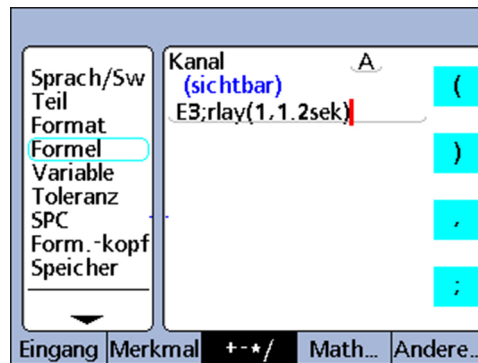 Sprach/Sw
Teil
Format
Formel
Variable
Toleranz
SPC
Form.-kopf
Speicher
Kanal A
(sichtbar)
E3;rlay(1,1.2sek)
(
)
,
;
Eingang Merkmal +-*/ Math... Andere..